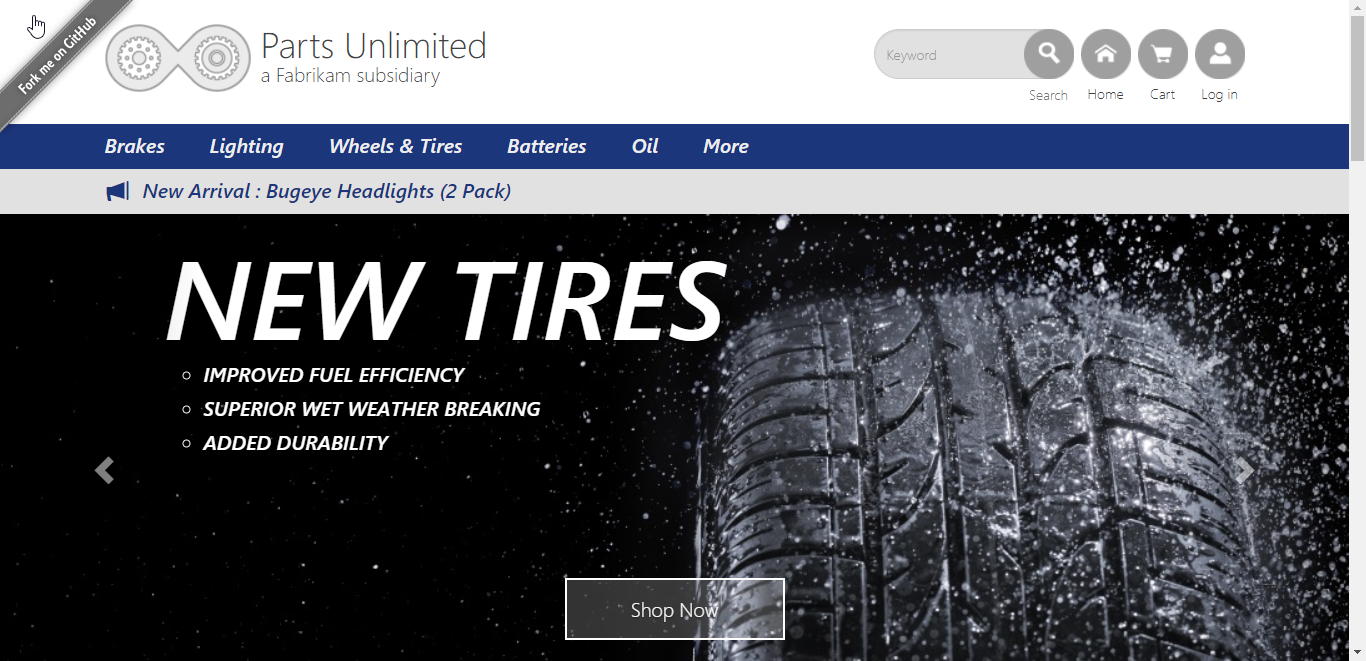 Fork me on GitHub
Parts Unlimited
a Fabrikam subsidiary
Keyword
Search Home Cart Log in
Brakes Lighting Wheels & Tires Batteries Oil More
New Arrival : Bugeye Headlights (2 Pack)
NEW TIRES
IMPROVED FUEL EFFICIENCY
SUPERIOR WET WEATHER BREAKING
ADDED DURABILITY
Shop Now